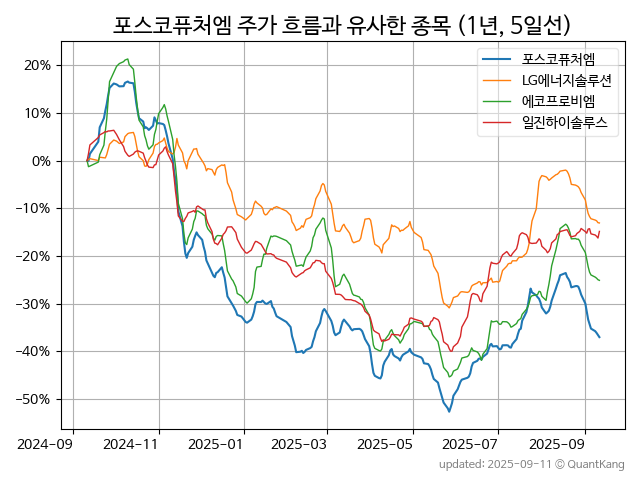 포스코퓨처엠 주가 흐름과 유사한 종목 (1년, 5일선)
포스코퓨처엠
LG에너지솔루션
에코프로비엠
일진하이솔루스
20%
10%
0%
−10%
−20%
−30%
−40%
−50%
2024-09
2024-11
2025-01
2025-03
2025-05
2025-07
2025-09
updated: 2025-09-11 © QuantKang